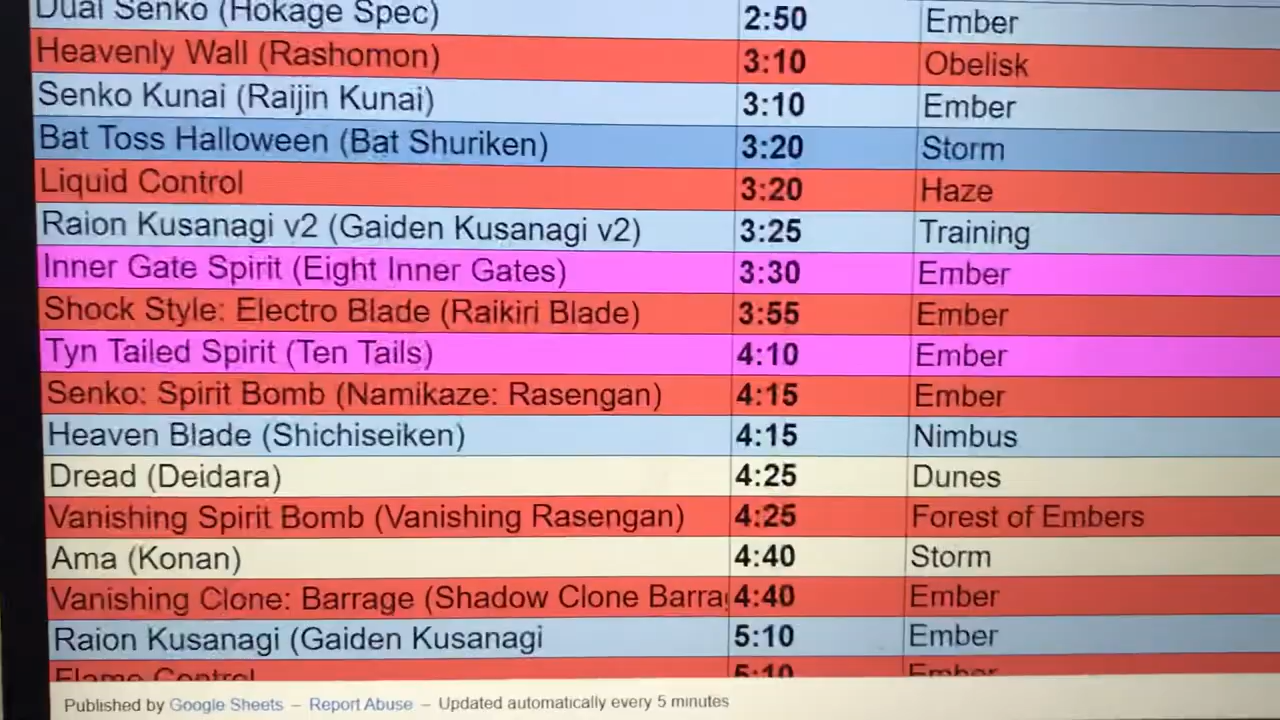 Dual Senko (Hokage Spec) 2:50 Ember
Heavenly Wall (Rashomon) 3:10 Obelisk
Senko Kunai (Raijin Kunai) 3:10 Ember
Bat Toss Halloween (Bat Shuriken) 3:20 Storm
Liquid Control 3:20 Haze
Raion Kusanagi v2 (Gaiden Kusanagi v2) 3:25 Training
Inner Gate Spirit (Eight Inner Gates) 3:30 Ember
Shock Style: Electro Blade (Raikiri Blade) 3:55 Ember
Tyn Tailed Spirit (Ten Tails) 4:10 Ember
Senko: Spirit Bomb (Namikaze: Rasengan) 4:15 Ember
Heaven Blade (Shichiseiken) 4:15 Nimbus
Dread (Deidara) 4:25 Dunes
Vanishing Spirit Bomb (Vanishing Rasengan) 4:25 Forest of Embers
Ama (Konan) 4:40 Storm
Vanishing Clone: Barrage (Shadow Clone Barra 4:40 Ember
Raion Kusanagi (Gaiden Kusanagi 5:10 Ember
Flame Control 5:10 Ember
Published by Google Sheets – Report Abuse – Updated automatically every 5 minutes